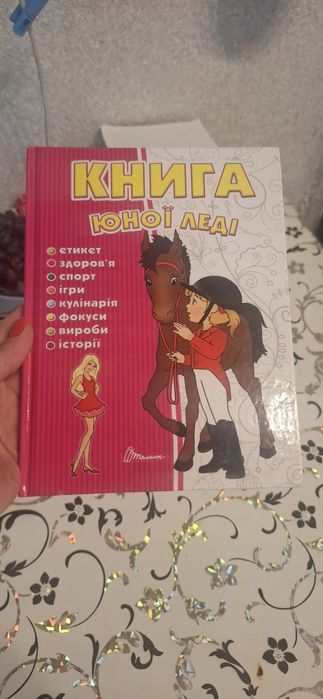 КНИГА
ЮНОЇ ЛЕДІ
етикет
здоров'я
спорт
ігри
кулінарія
фокуси
вироби
історії
Талант